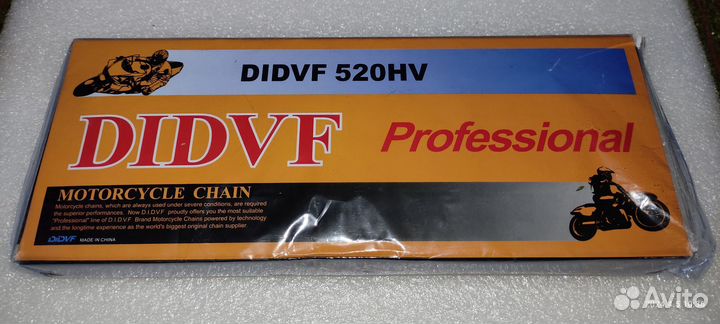 DIDVF 520HV
DIDVF Professional
MOTORCYCLE CHAIN
Motorcycle chains, which are always used under severe conditions, are required
the superior performances. Now D.I.D.V.F proudly offers you the most suitable
"Professional" line of D.I.D.V.F. Brand Motorcycle Chains powered by technology
and the longtime experience as the world's biggest original chain supplier.
DIDVF MADE IN CHINA
Avito